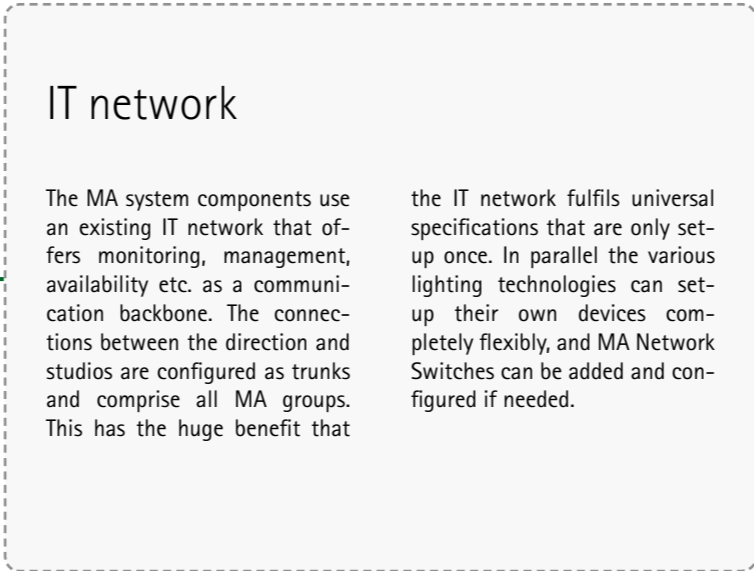 IT network
The MA system components use
an existing IT network that of-
fers monitoring, management,
availability etc. as a communi-
cation backbone. The connec-
tions between the direction and
studios are configured as trunks
and comprise all MA groups.
This has the huge benefit that
the IT network fulfils universal
specifications that are only set-
up once. In parallel the various
lighting technologies can set-
up their own devices com-
pletely flexibly, and MA Network
Switches can be added and con-
figured if needed.